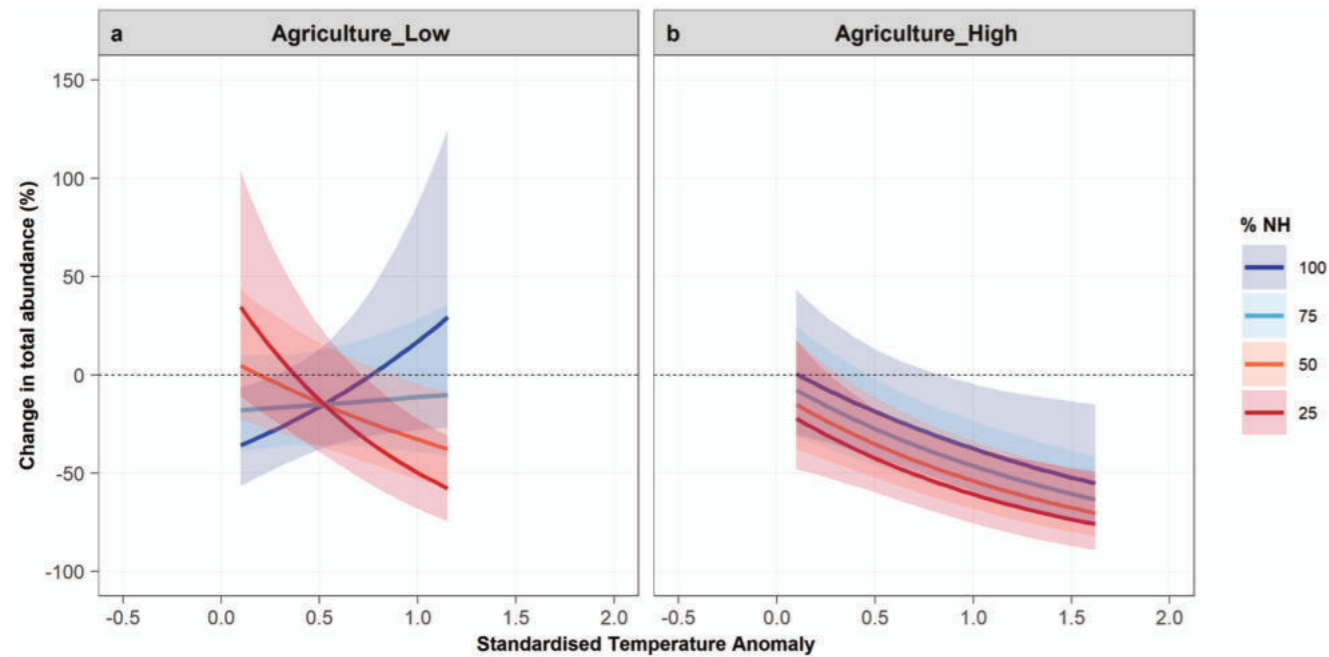 a Agriculture_Low
b Agriculture_High
Change in total abundance (%)
150
100
50
0
-50
-100
-0.5 0.0 0.5 1.0 1.5 2.0
-0.5 0.0 0.5 1.0 1.5 2.0
Standardised Temperature Anomaly
% NH
100
75
50
25